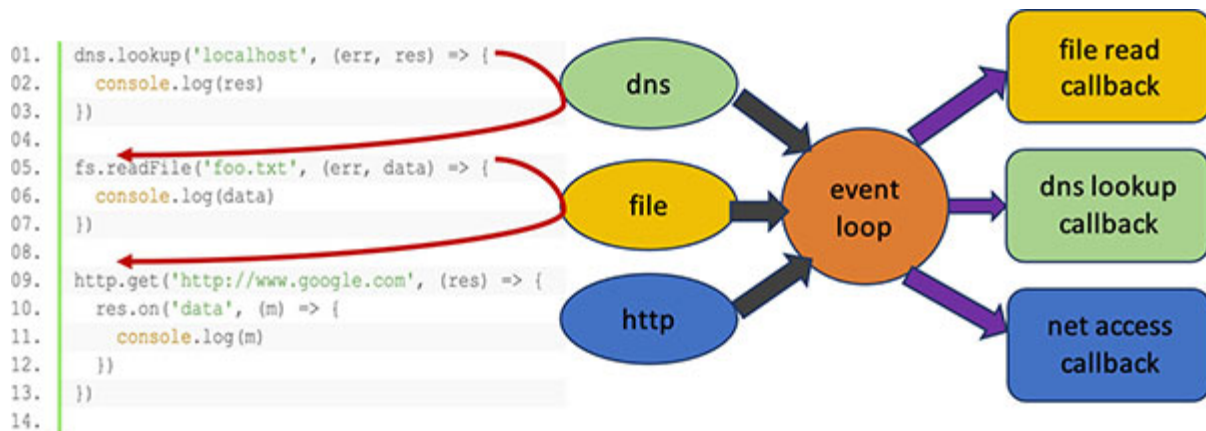 01. dns.lookup('localhost', (err, res) => {
02. console.log(res)
03. })
04.
05. fs.readFile('foo.txt', (err, data) => {
06. console.log(data)
07. })
08.
09. http.get('http://www.google.com', (res) => {
10. res.on('data', (m) => {
11. console.log(m)
12. })
13. })
14.
dns
file
http
event
loop
file read
callback
dns lookup
callback
net access
callback